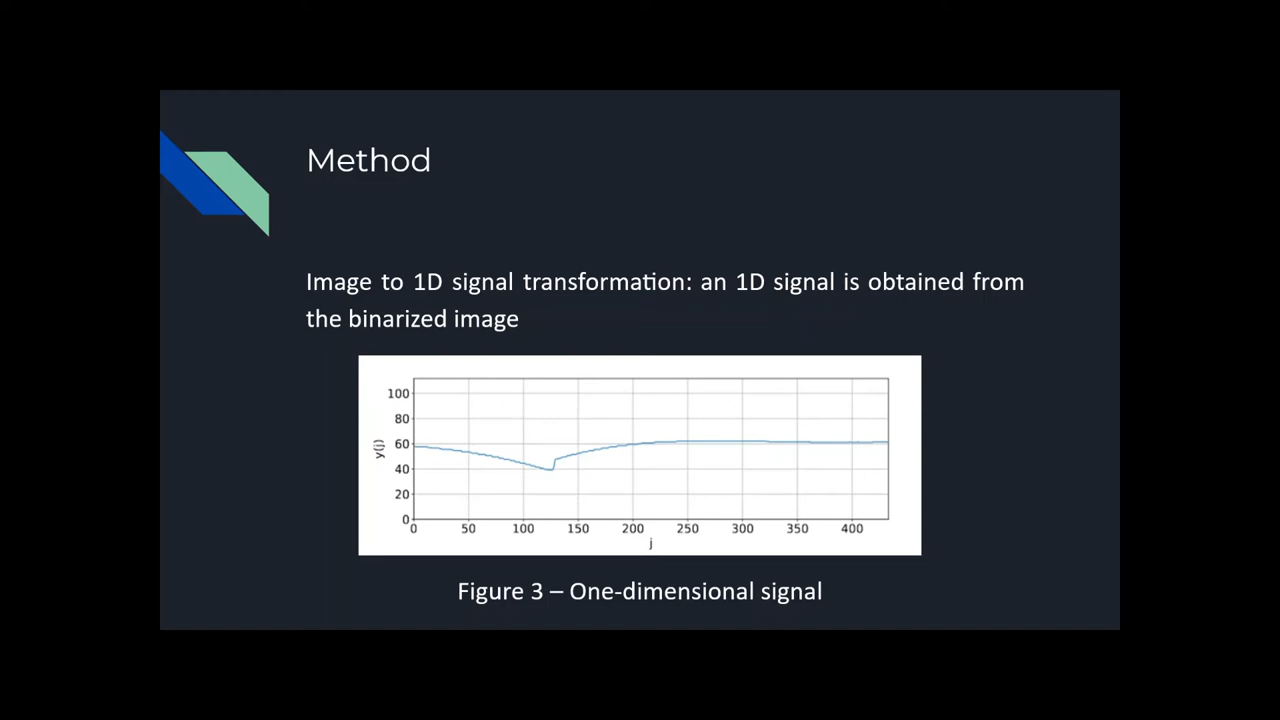 Method
Image to 1D signal transformation: an 1D signal is obtained from
the binarized image
100
80
60
40
20
0
y(j)
0 50 100 150 200 250 300 350 400
j
Figure 3 – One-dimensional signal